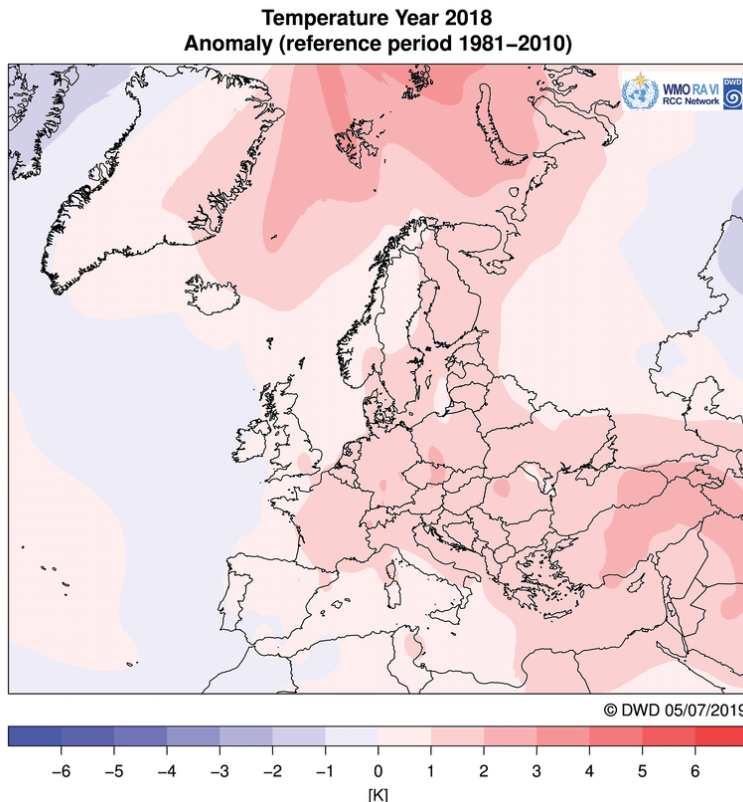 Temperature Year 2018
Anomaly (reference period 1981−2010)
WMO RA VI
RCC Network
DWD
© DWD 05/07/2019
−6 −5 −4 −3 −2 −1 0 1 2 3 4 5 6
[K]